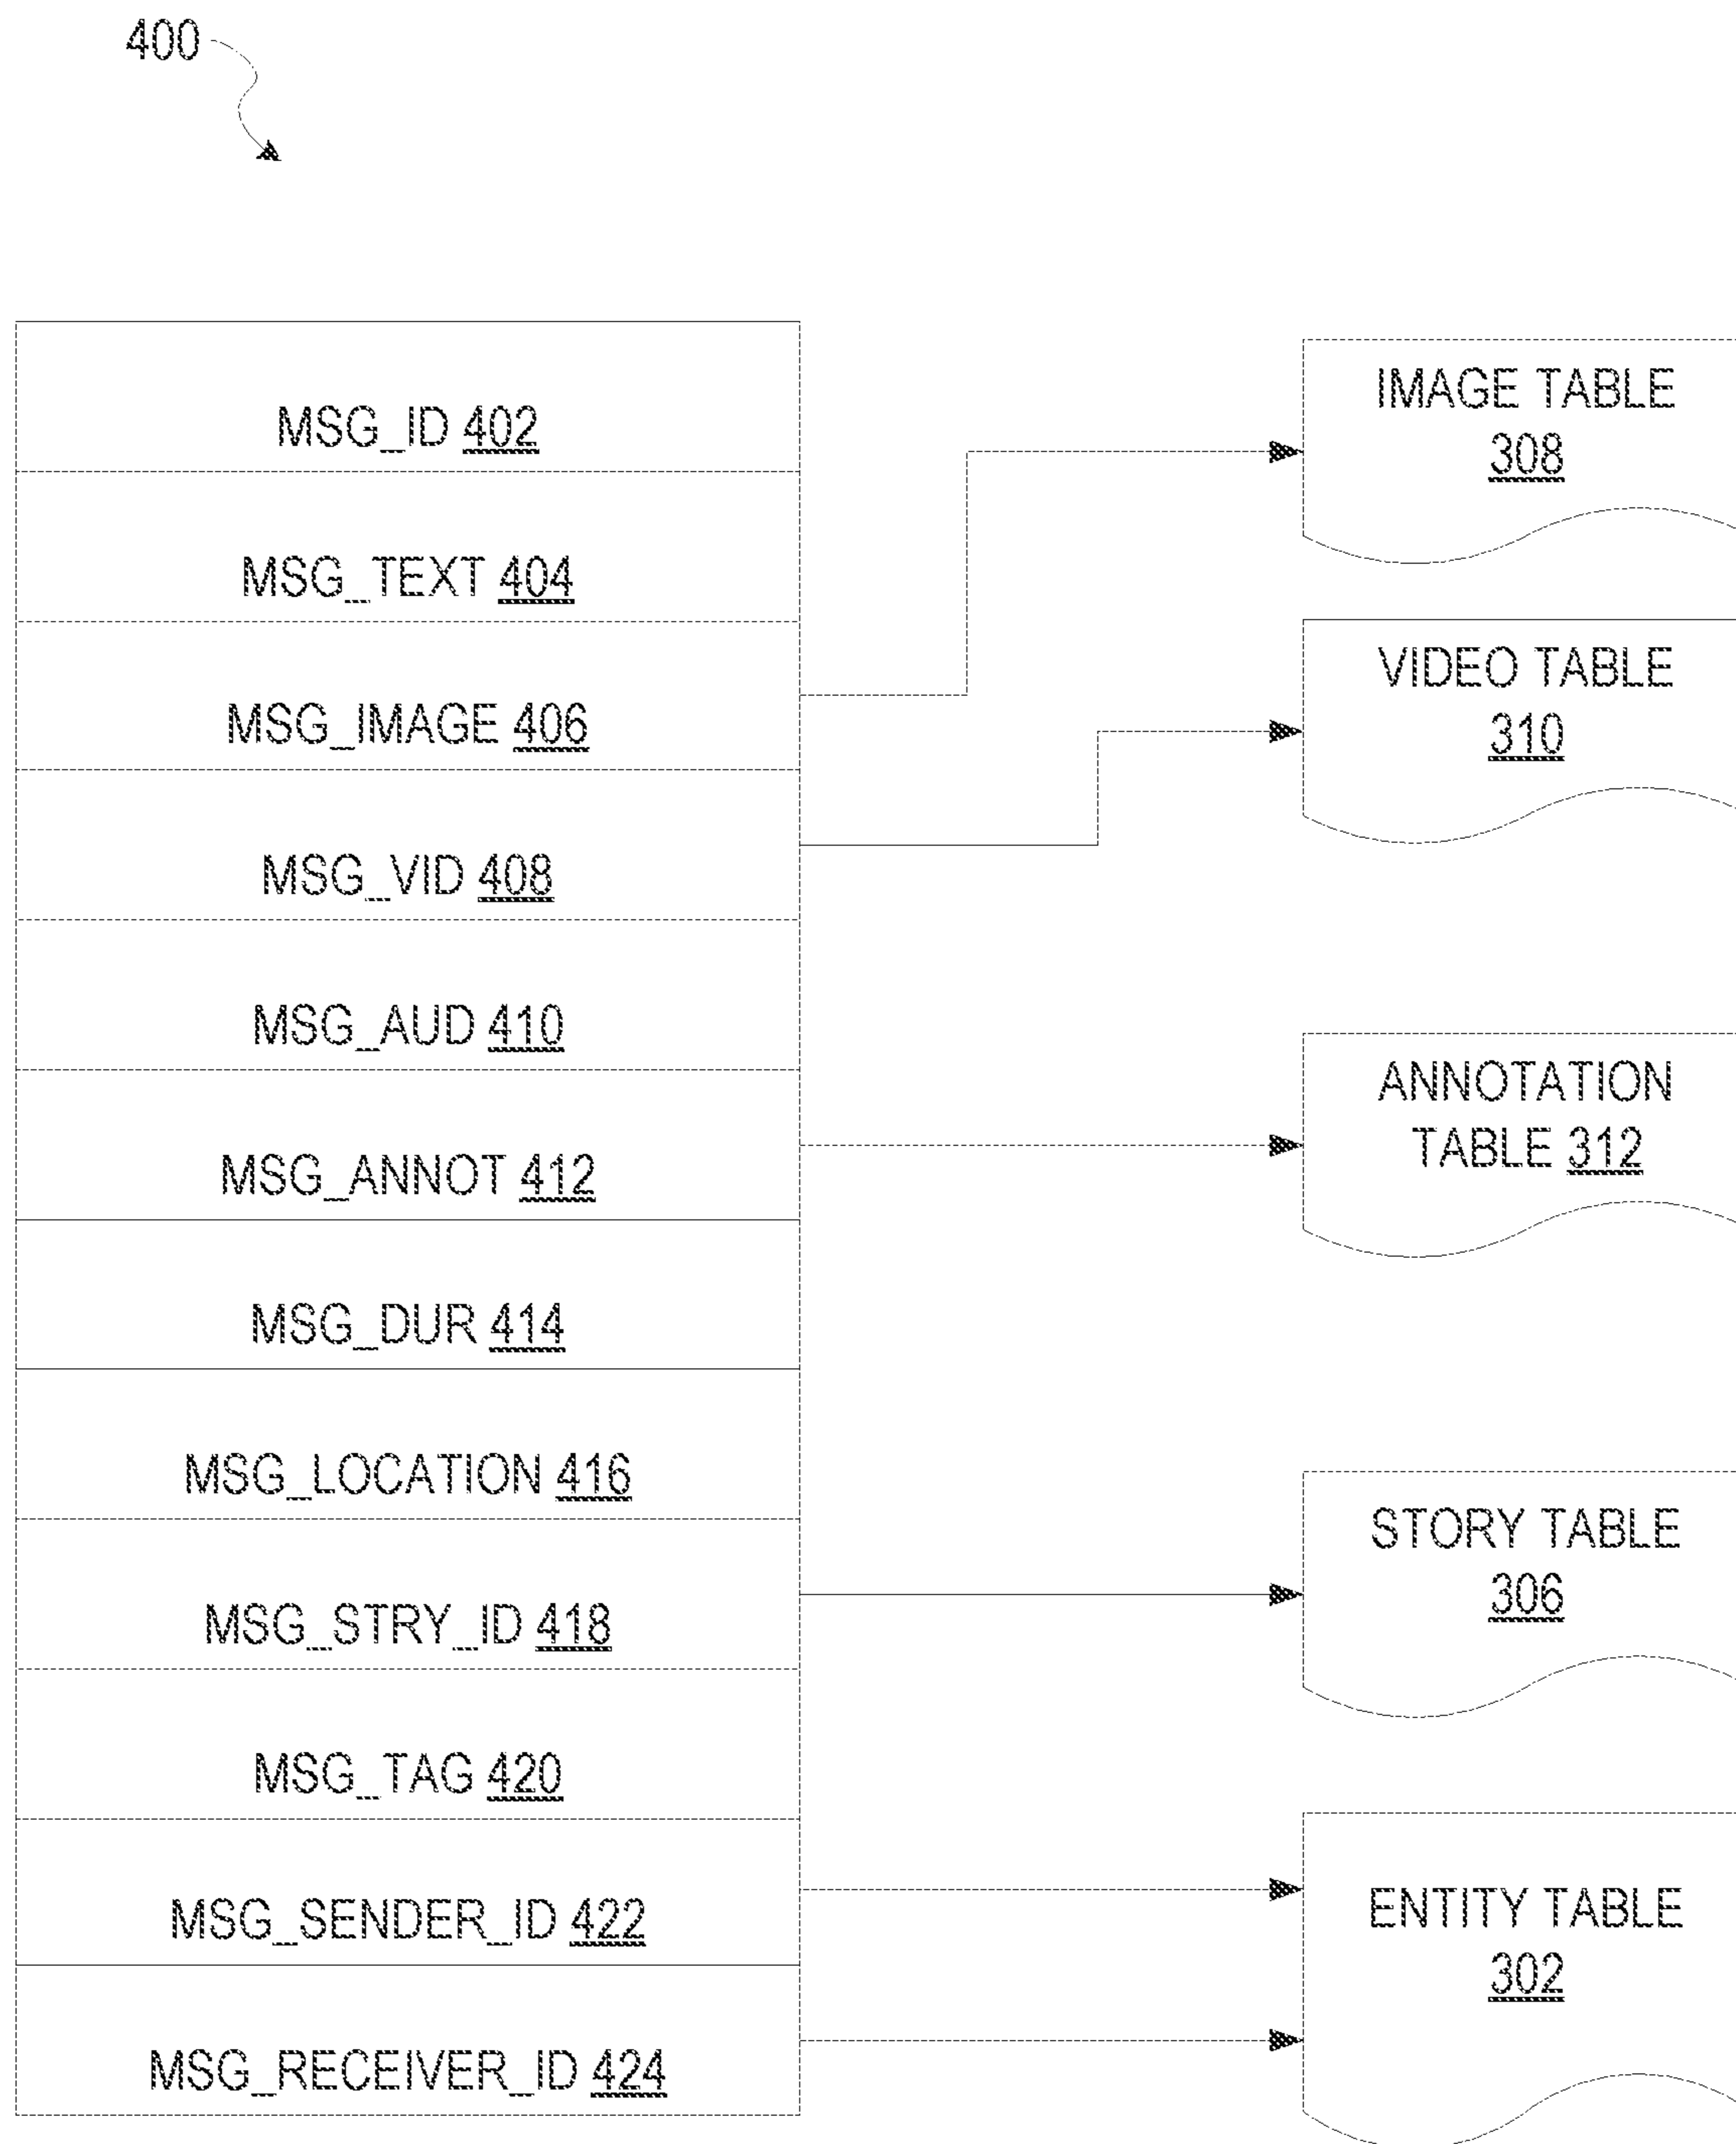 400
MSG_ID 402
MSG_TEXT 404
MSG_IMAGE 406
MSG_VID 408
MSG_AUD 410
MSG_ANNOT 412
MSG_DUR 414
MSG_LOCATION 416
MSG_STRY_ID 418
MSG_TAG 420
MSG_SENDER_ID 422
MSG_RECEIVER_ID 424
IMAGE TABLE
308
VIDEO TABLE
310
ANNOTATION
TABLE 312
STORY TABLE
306
ENTITY TABLE
302